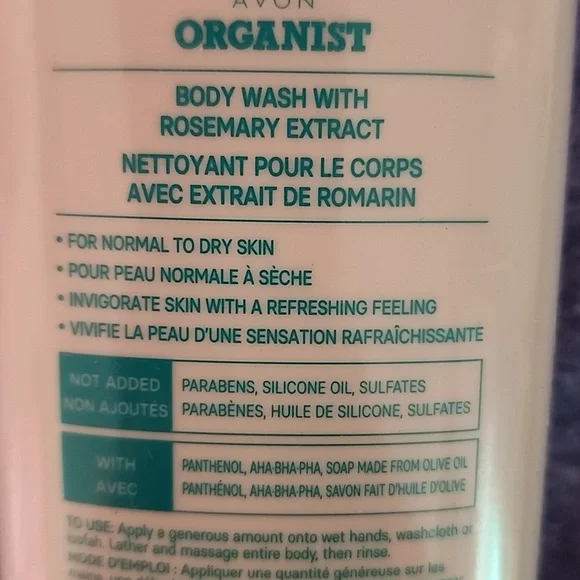 AVON
ORGANIST
BODY WASH WITH
ROSEMARY EXTRACT
NETTOYANT POUR LE CORPS
AVEC EXTRAIT DE ROMARIN
• FOR NORMAL TO DRY SKIN
• POUR PEAU NORMALE À SÈCHE
• INVIGORATE SKIN WITH A REFRESHING FEELING
• VIVIFIE LA PEAU D'UNE SENSATION RAFRAÎCHISSANTE
NOT ADDED PARABENS, SILICONE OIL, SULFATES
NON AJOUTÉS PARABÈNES, HUILE DE SILICONE, SULFATES
WITH PANTHENOL, AHA·BHA·PHA, SOAP MADE FROM OLIVE OIL
AVEC PANTHÉNOL, AHA·BHA·PHA, SAVON FAIT D'HUILE D'OLIVE
TO USE: Apply a generous amount onto wet hands, washcloth or
loofah. Lather and massage entire body, then rinse.
MODE D'EMPLOI : Appliquer une quantité généreuse sur les